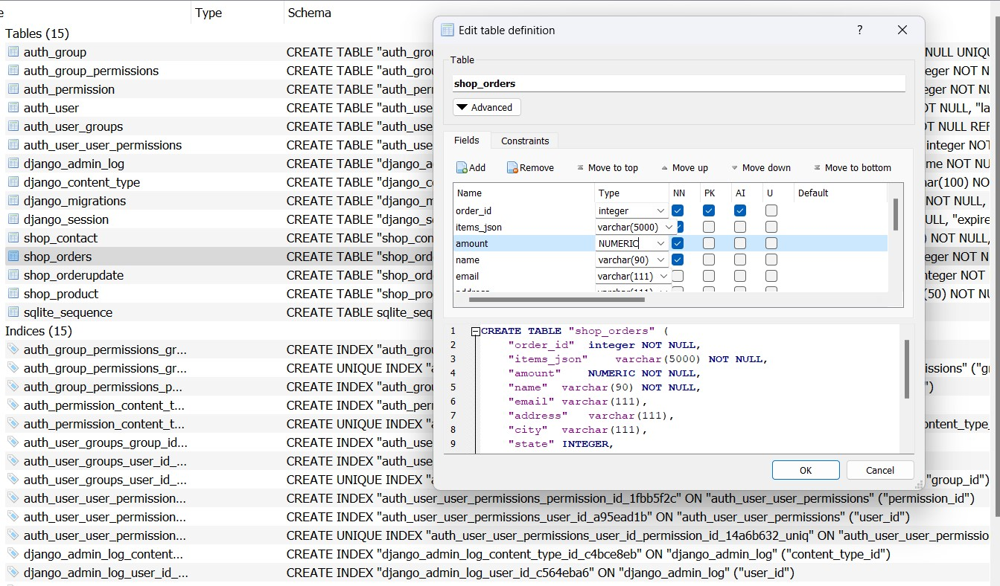 e Type Schema
Tables (15)
auth_group CREATE TABLE "auth_grou NULL UNIQU
auth_group_permissions CREATE TABLE "auth_grou eger NOT N
auth_permission CREATE TABLE "auth_per eger NOT NU
auth_user CREATE TABLE "auth_use OT NULL, "la
auth_user_groups CREATE TABLE "auth_use OT NULL REF
auth_user_user_permissions CREATE TABLE "auth_use integer NOT
django_admin_log CREATE TABLE "django_a me NOT NU
django_content_type CREATE TABLE "django_c har(100) NO
django_migrations CREATE TABLE "django_m NOT NULL,
django_session CREATE TABLE "django_se ULL, "expire
shop_contact CREATE TABLE "shop_con ) NOT NULL,
shop_orders CREATE TABLE "shop_ord eger NOT N
shop_orderupdate CREATE TABLE "shop_ord nteger NOT
shop_product CREATE TABLE "shop_pro (50) NOT NU
sqlite_sequence CREATE TABLE sqlite_seq
Indices (15)
auth_group_permissions_gr... CREATE INDEX "auth_grou
auth_group_permissions_gr... CREATE UNIQUE INDEX "a issions" ("gr
auth_group_permissions_p... CREATE INDEX "auth_grou ")
auth_permission_content_t... CREATE INDEX "auth_per
auth_permission_content_t... CREATE UNIQUE INDEX "a ontent_type_
auth_user_groups_group_id... CREATE INDEX "auth_use
auth_user_groups_user_id_... CREATE INDEX "auth_use
auth_user_groups_user_id_... CREATE UNIQUE INDEX "a "group_id")
auth_user_user_permission... CREATE INDEX "auth_user_user_permissions_permission_id_1fbb5f2c" ON "auth_user_user_permissions" ("permission_id")
auth_user_user_permission... CREATE INDEX "auth_user_user_permissions_user_id_a95ead1b" ON "auth_user_user_permissions" ("user_id")
auth_user_user_permission... CREATE UNIQUE INDEX "auth_user_user_permissions_user_id_permission_id_14a6b632_uniq" ON "auth_user_user_permissio
django_admin_log_content... CREATE INDEX "django_admin_log_content_type_id_c4bce8eb" ON "django_admin_log" ("content_type_id")
django_admin_log_user_id_... CREATE INDEX "django_admin_log_user_id_c564eba6" ON "django_admin_log" ("user_id")
Edit table definition ?
Table
shop_orders
Advanced
Fields Constraints
Add Remove Move to top Move up Move down Move to bottom
Name Type NN PK AI U Default
order_id integer
items_json varchar(5000)
amount NUMERIC
name varchar(90)
email varchar(111)
address varchar(111)
1 CREATE TABLE "shop_orders" (
2 "order_id" integer NOT NULL,
3 "items_json" varchar(5000) NOT NULL,
4 "amount" NUMERIC NOT NULL,
5 "name" varchar(90) NOT NULL,
6 "email" varchar(111),
7 "address" varchar(111),
8 "city" varchar(111),
9 "state" INTEGER,
OK Cancel